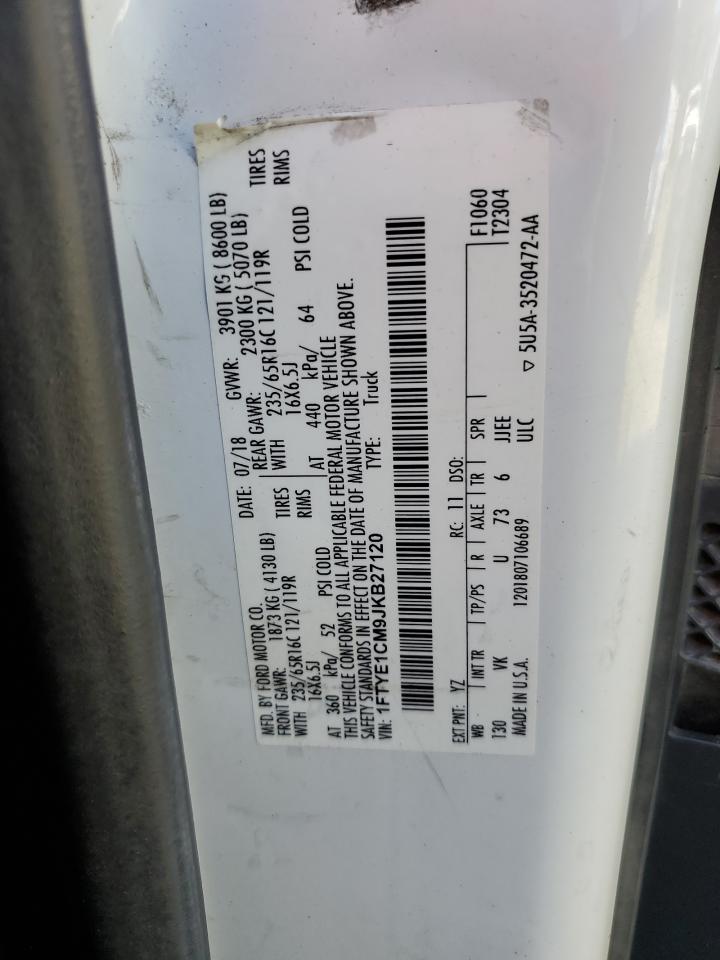 MFD. BY FORD MOTOR CO. DATE: 07/18 GVWR: 3901 KG ( 8600 LB)
FRONT GAWR: 1873 KG ( 4130 LB) REAR GAWR: 2300 KG ( 5070 LB)
WITH 235/65R16C 121/119R TIRES WITH 235/65R16C 121/119R TIRES
16X6.5J RIMS 16X6.5J RIMS
AT 360 kPa/ 52 PSI COLD AT 440 kPa/ 64 PSI COLD
THIS VEHICLE CONFORMS TO ALL APPLICABLE FEDERAL MOTOR VEHICLE
SAFETY STANDARDS IN EFFECT ON THE DATE OF MANUFACTURE SHOWN ABOVE.
VIN: 1FTYE1CM9JKB27120 TYPE: Truck
EXT PNT: YZ RC: 11 DSO: F1060
WB INT TR TP/PS R AXLE TR SPR T2304
130 VK U 73 6 JJEE
MADE IN U.S.A. 1201807106689 ULC ▽ 5U5A-3520472-AA